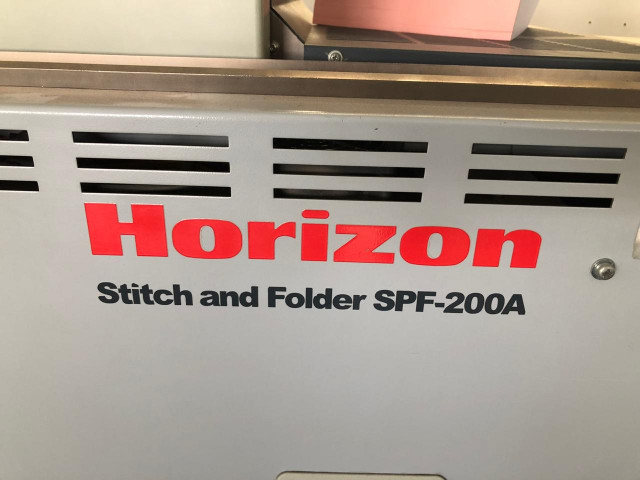 Horizon
Stitch and Folder SPF-200A